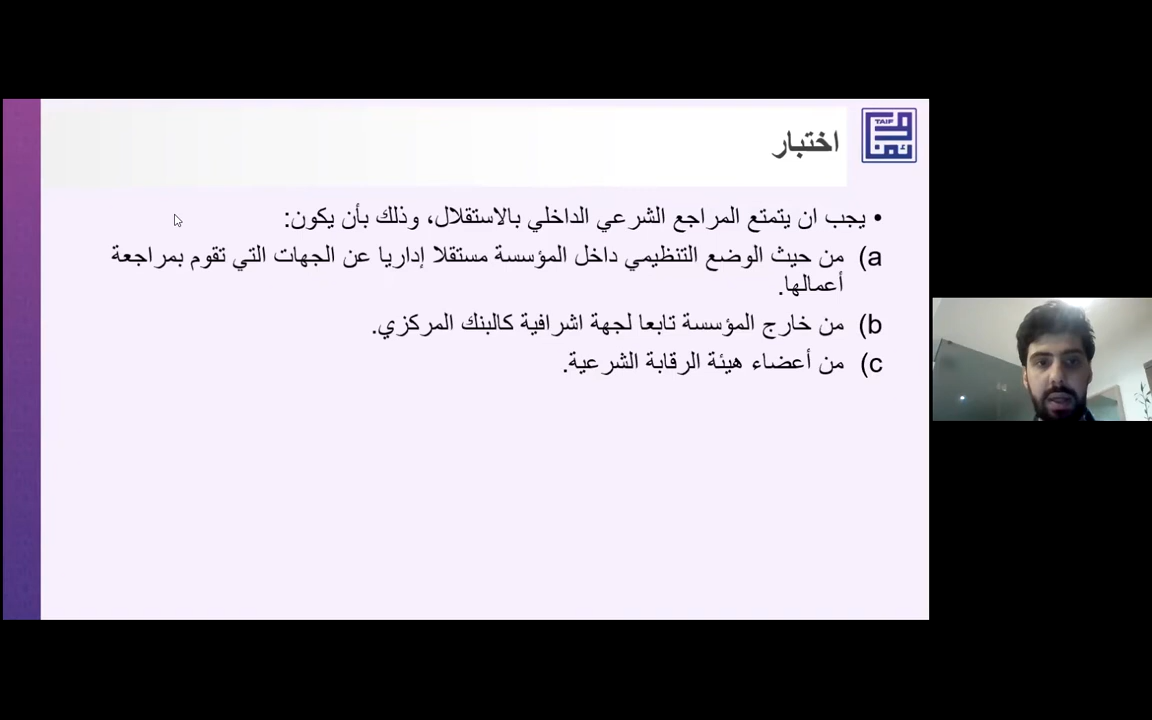 TAIF
اختبار
• يجب ان يتمتع المراجع الشرعي الداخلي بالاستقلال، وذلك بأن يكون:
a) من حيث الوضع التنظيمي داخل المؤسسة مستقلا إداريا عن الجهات التي تقوم بمراجعة
أعمالها.
b) من خارج المؤسسة تابعا لجهة اشرافية كالبنك المركزي.
c) من أعضاء هيئة الرقابة الشرعية.